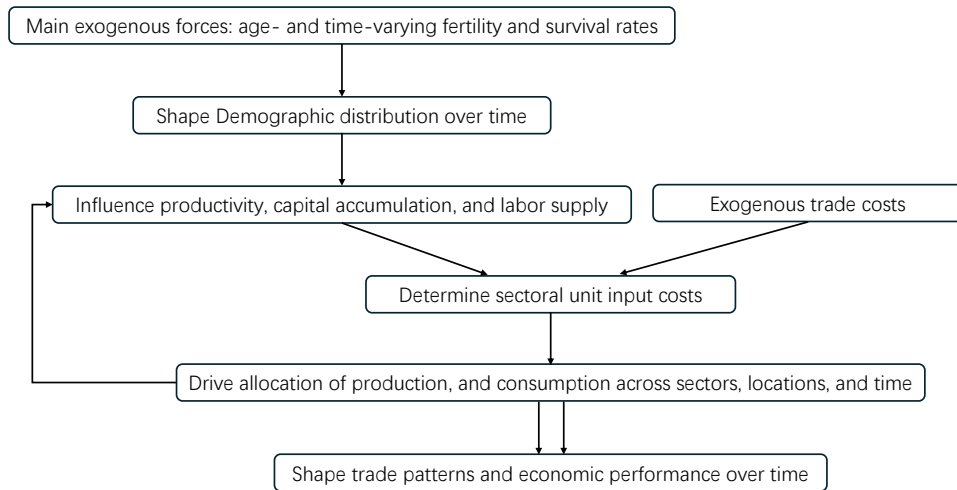 Main exogenous forces: age- and time-varying fertility and survival rates
Shape Demographic distribution over time
Influence productivity, capital accumulation, and labor supply
Exogenous trade costs
Determine sectoral unit input costs
Drive allocation of production, and consumption across sectors, locations, and time
Shape trade patterns and economic performance over time